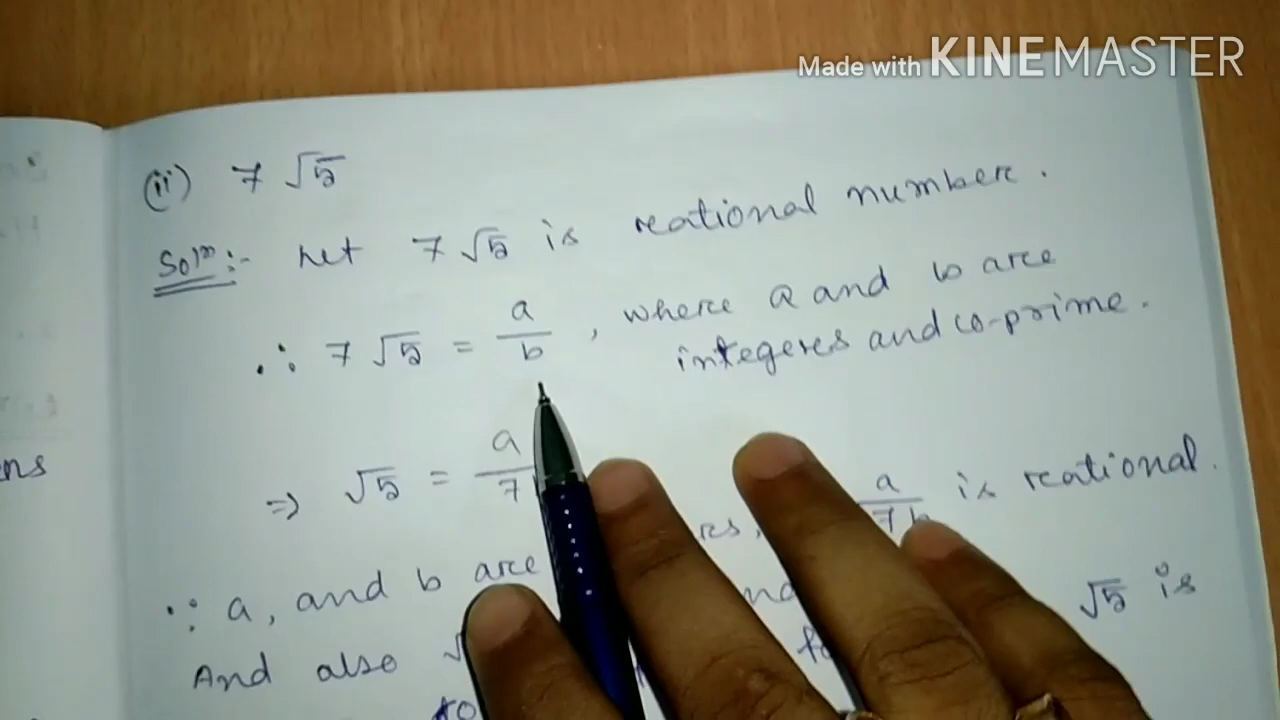 Made with KINEMASTER
(ii) 7 √5
Solⁿ:- Let 7 √5 is rational number.
∴ 7 √5 = a/b , where a and b are
integers and co-prime.
⇒ √5 = a/7
∵ a, and b are a/7b is rational.
And also √5 is
to
ns